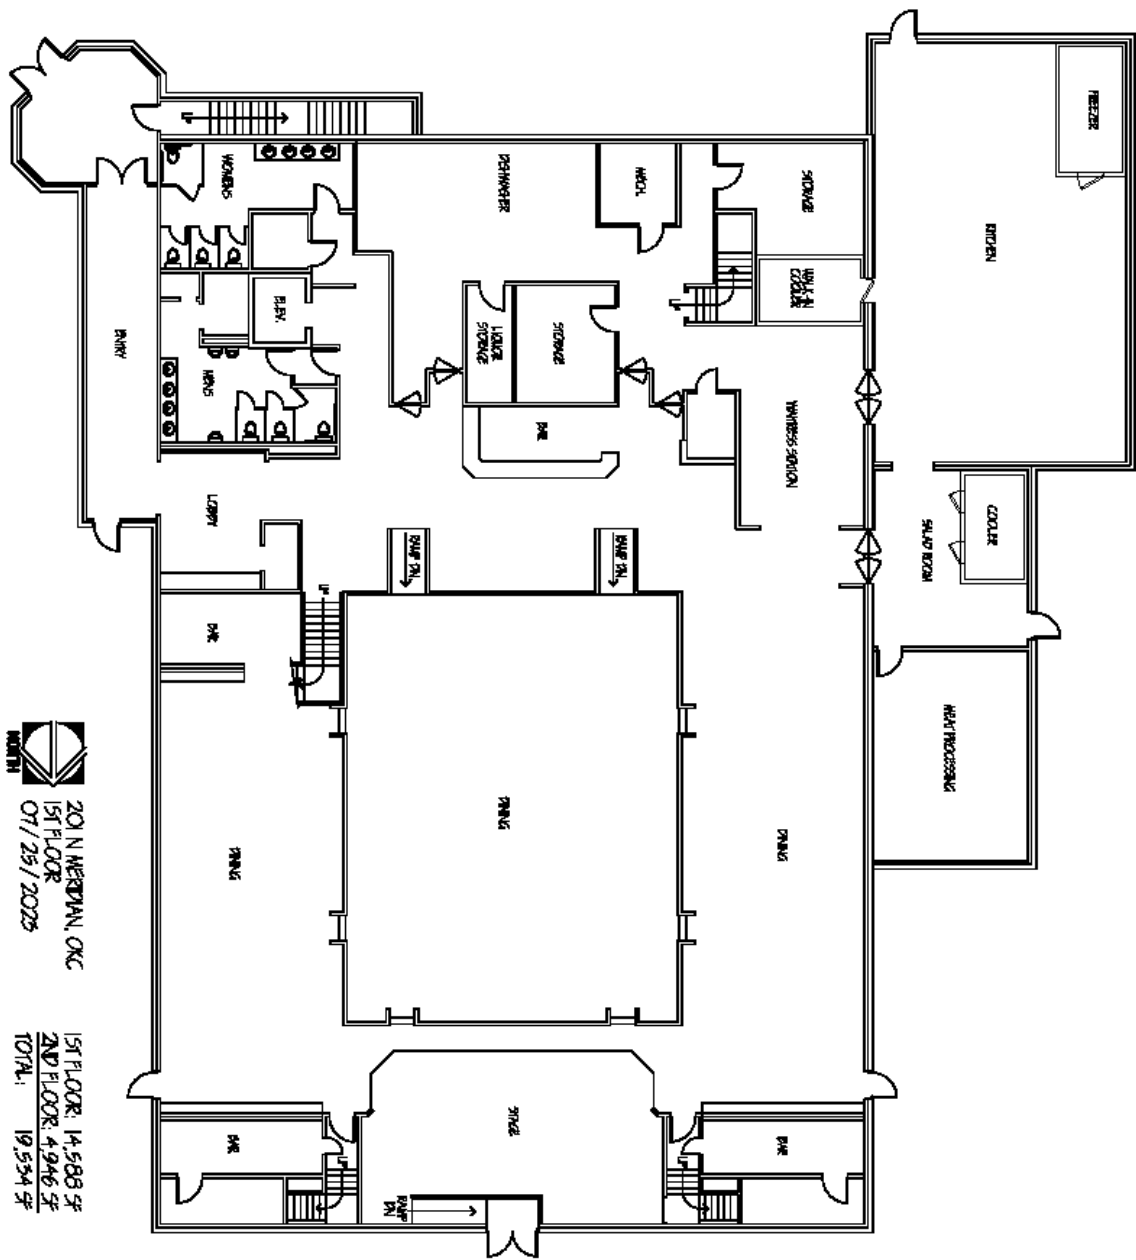 FREEZER
KITCHEN
STORAGE
WALK-IN
COOLER
MECH.
DISHWASHER
WOMENS
UP
ENTRY
ELEV.
MENS
LIQUOR
STORAGE
STORAGE
UP
BAR
WAITRESS STATION
COOLER
SALAD ROOM
LOBBY
RAMP DN
RAMP DN
UP
BAR
MEAT PROCESSING
DINING
DINING
DINING
STAGE
BAR
BAR
UP
UP
RAMP
DN
NORTH
201 N MERIDIAN, OKC
1ST FLOOR
07/25/2023
1ST FLOOR: 14,588 SF
2ND FLOOR: 4,946 SF
TOTAL: 19,534 SF